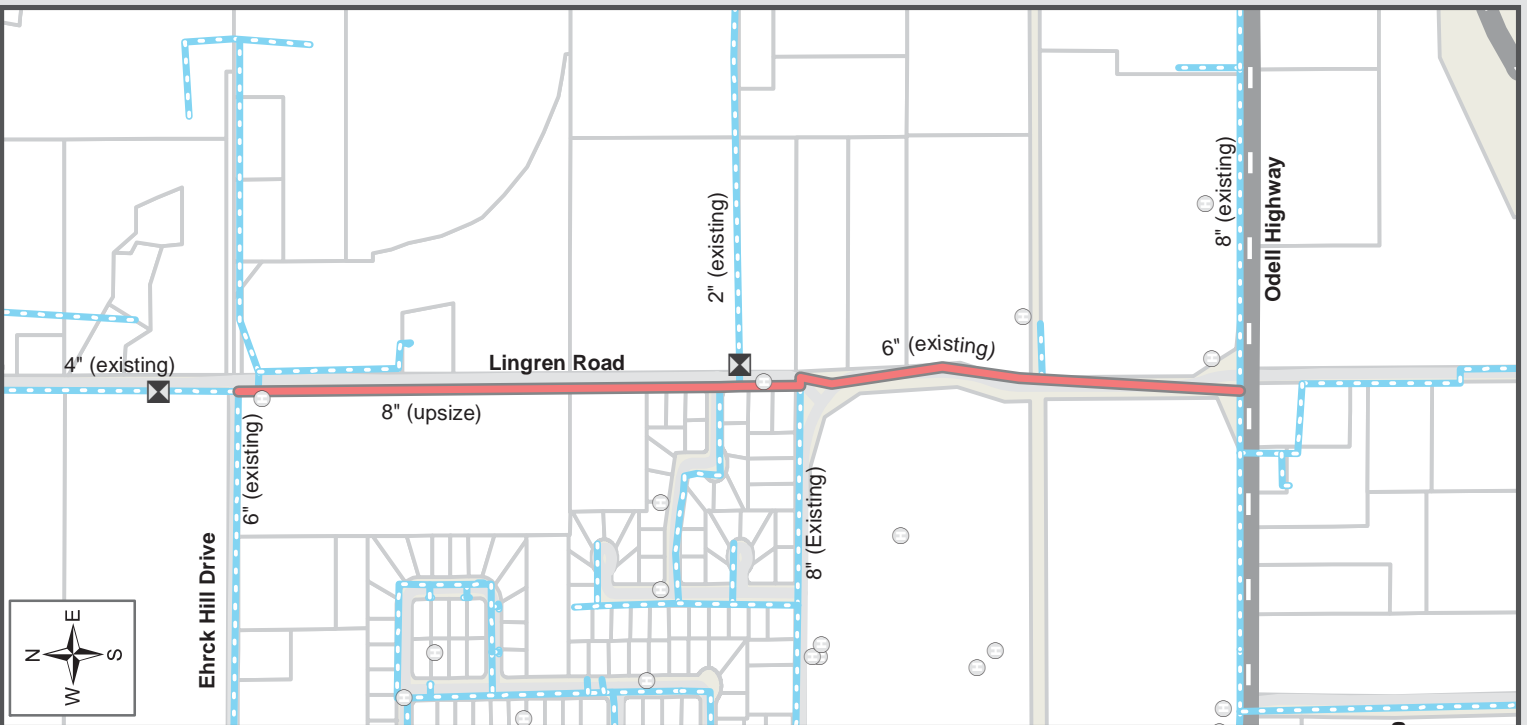 8" (existing)
Odell Highway
2" (existing)
6" (existing)
4" (existing)
Lingren Road
8" (upsize)
6" (existing)
8" (Existing)
Ehrck Hill Drive
E
N
S
W